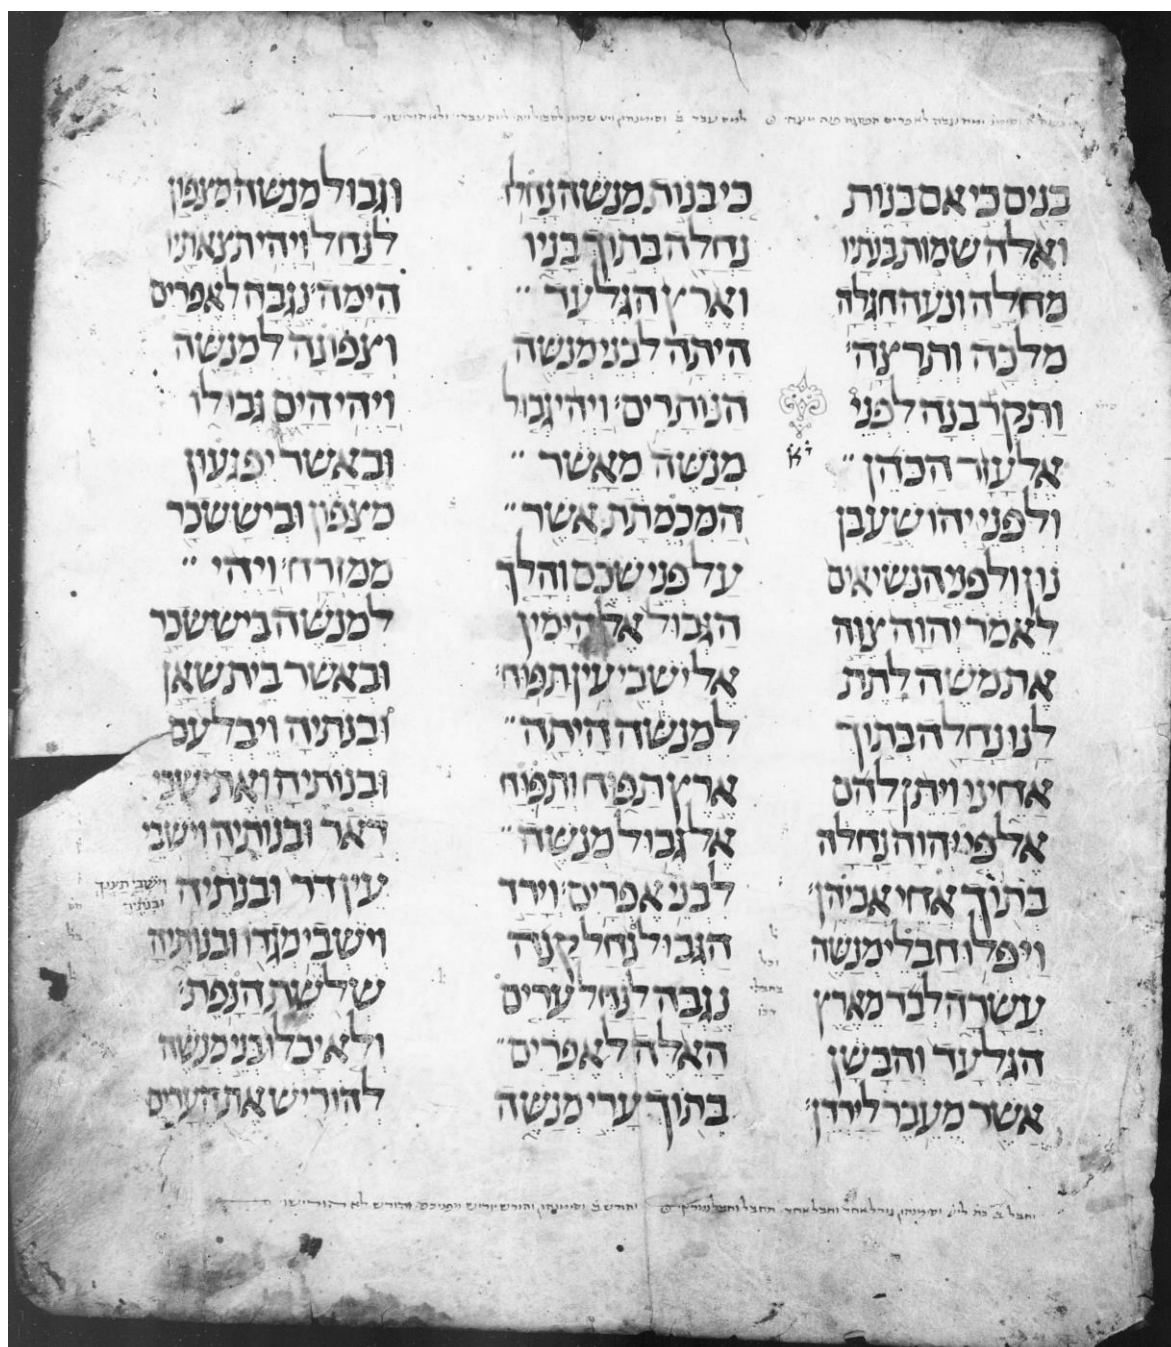 בנים כי אם בנות
ואלה שמות בנתיו
מחלה ונעה חגלה
מלכה ותרצה׃
ותקרבנה לפני
אלעזר הכהן
ולפני יהושע בן
נון ולפני הנשיאים
לאמר יהוה צוה
את משה לתת
לנו נחלה בתוך
אחינו ויתן להם
אל פי יהוה נחלה
בתוך אחי אביהן׃
ויפלו חבלי מנשה
עשרה לבד מארץ
הגלעד והבשן
אשר מעבר לירדן׃
כי בנות מנשה נחלו
נחלה בתוך בניו
וארץ הגלעד
היתה לבני מנשה
הנותרים׃ ויהי גבול
מנשה מאשר
המכמתת אשר
על פני שכם והלך
הגבול אל הימין
אל ישבי עין תפוח׃
למנשה היתה
ארץ תפוח ותפוח
אל גבול מנשה
לבני אפרים׃ וירד
הגבול נחל קנה
נגבה לנחל ערים
האלה לאפרים
בתוך ערי מנשה
וגבול מנשה מצפון
לנחל ויהי תצאתיו
הימה׃ נגבה לאפרים
וצפונה למנשה
ויהי הים גבולו
ובאשר יפגעון
מצפון וביששכר
ממזרח׃ ויהי
למנשה ביששכר
ובאשר בית שאן
ובנתיה ויבלעם
ובנותיה ואת ישבי
דאר ובנותיה וישבי
עין דר ובנתיה
וישבי תענך
ובנתיה
וישבי מגדו ובנותיה
שלשת הנפת׃
ולא יכלו בני מנשה
להוריש את הערים